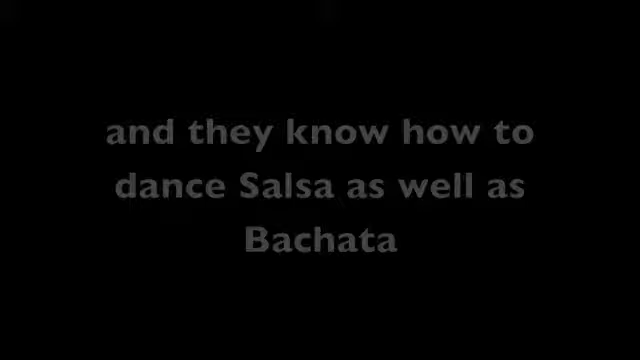 and they know how to
dance Salsa as well as
Bachata